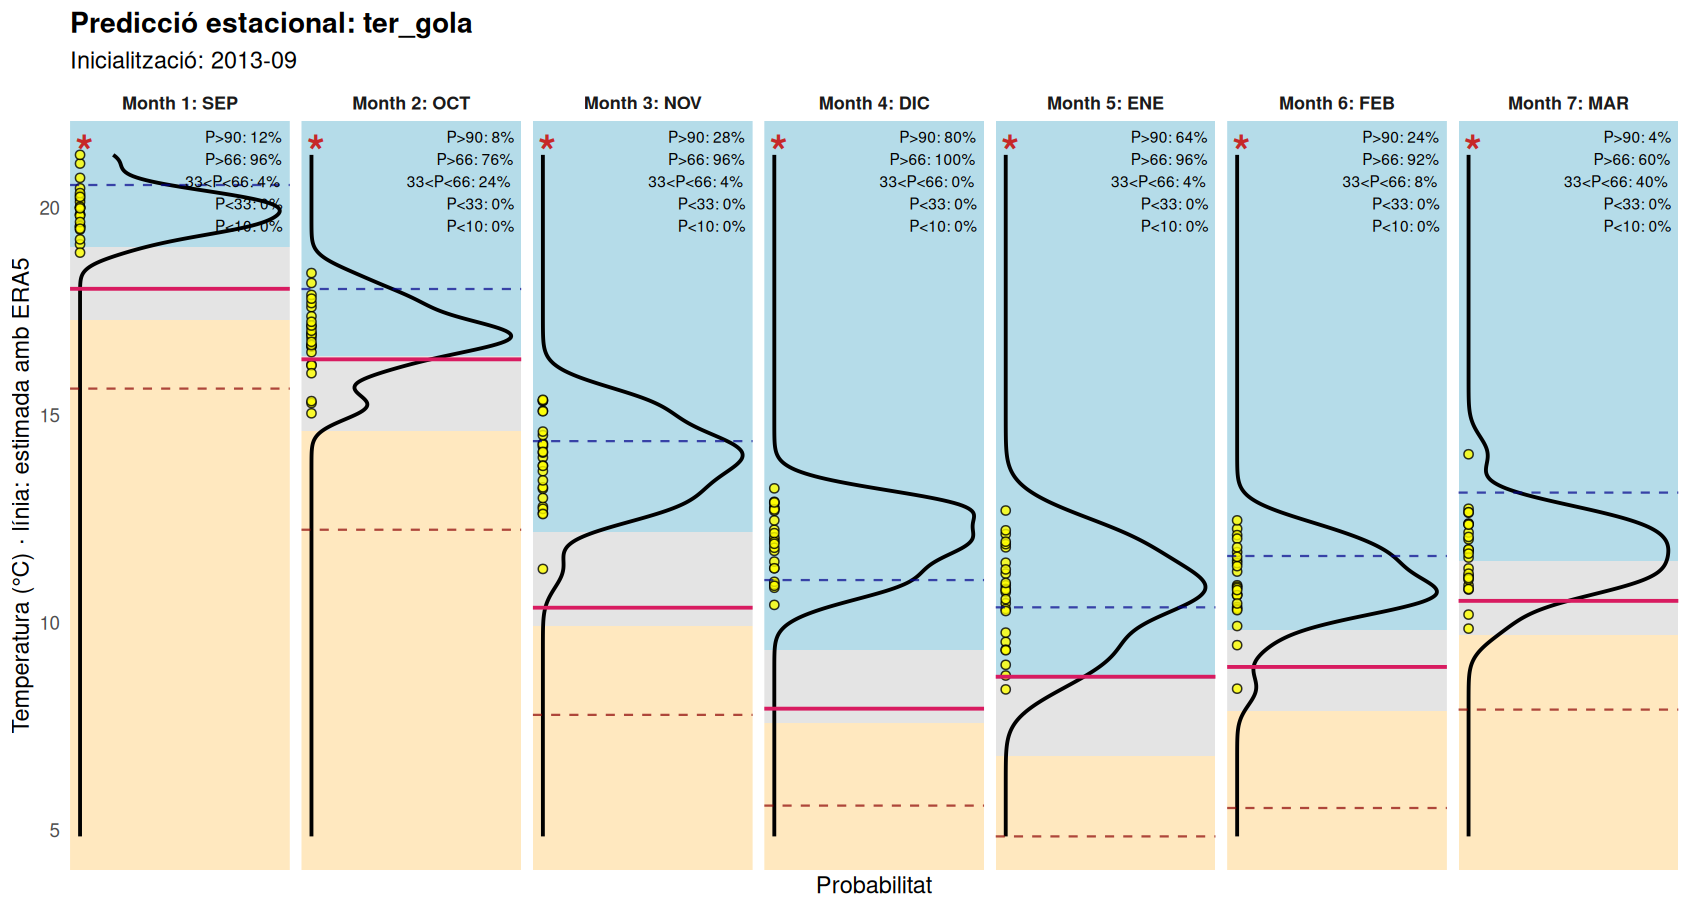 Predicció estacional: ter_gola
Inicialització: 2013-09
Month 1: SEP
Month 2: OCT
Month 3: NOV
Month 4: DIC
Month 5: ENE
Month 6: FEB
Month 7: MAR
*
P>90: 12%
P>66: 96%
33<P<66: 4%
P<33: 0%
P<10: 0%
*
P>90: 8%
P>66: 76%
33<P<66: 24%
P<33: 0%
P<10: 0%
*
P>90: 28%
P>66: 96%
33<P<66: 4%
P<33: 0%
P<10: 0%
*
P>90: 80%
P>66: 100%
33<P<66: 0%
P<33: 0%
P<10: 0%
*
P>90: 64%
P>66: 96%
33<P<66: 4%
P<33: 0%
P<10: 0%
*
P>90: 24%
P>66: 92%
33<P<66: 8%
P<33: 0%
P<10: 0%
*
P>90: 4%
P>66: 60%
33<P<66: 40%
P<33: 0%
P<10: 0%
20
15
10
5
Temperatura (°C) · línia: estimada amb ERA5
Probabilitat